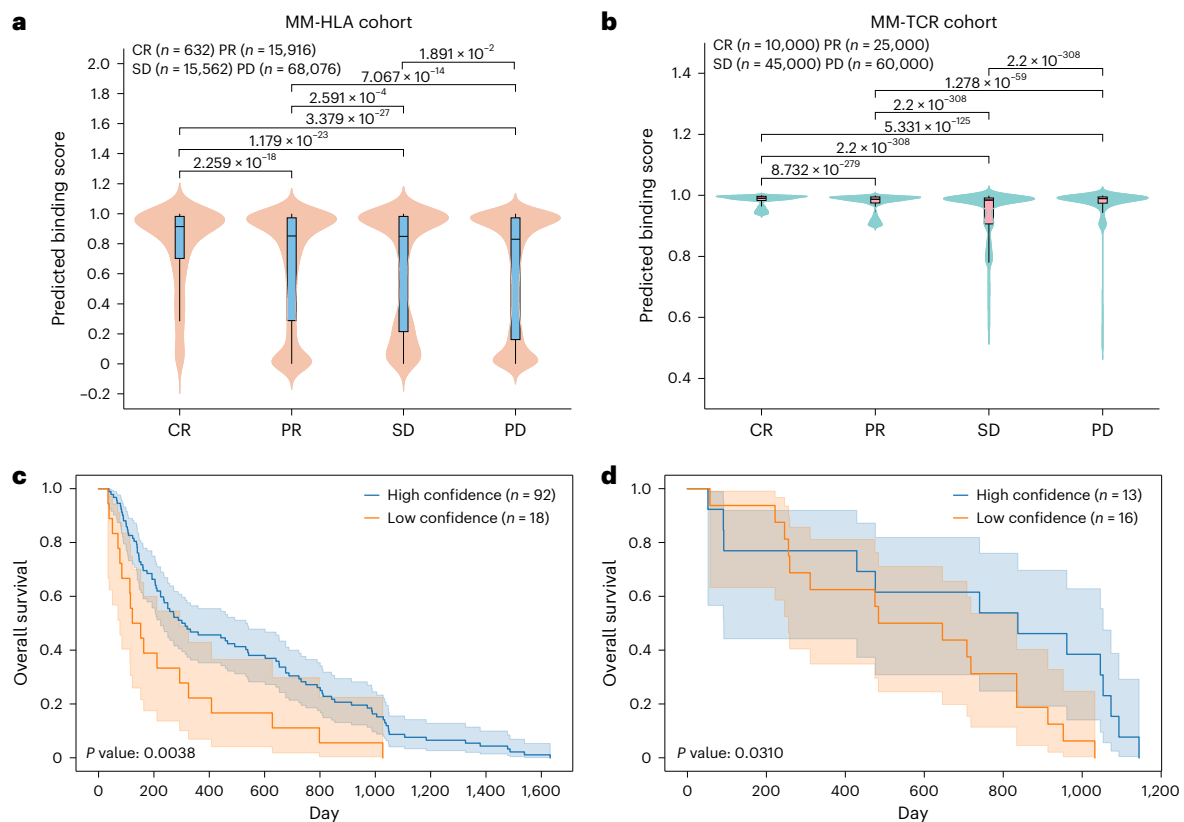 a
MM-HLA cohort
CR (n = 632) PR (n = 15,916)
SD (n = 15,562) PD (n = 68,076)
1.891 × 10−2
7.067 × 10−14
2.591 × 10−4
3.379 × 10−27
1.179 × 10−23
2.259 × 10−18
Predicted binding score
2.0
1.8
1.6
1.4
1.2
1.0
0.8
0.6
0.4
0.2
0
−0.2
CR PR SD PD
b
MM-TCR cohort
CR (n = 10,000) PR (n = 25,000)
SD (n = 45,000) PD (n = 60,000)
2.2 × 10−308
1.278 × 10−59
2.2 × 10−308
5.331 × 10−125
2.2 × 10−308
8.732 × 10−279
Predicted binding score
1.4
1.2
1.0
0.8
0.6
0.4
CR PR SD PD
c
High confidence (n = 92)
Low confidence (n = 18)
Overall survival
1.0
0.8
0.6
0.4
0.2
0
P value: 0.0038
0 200 400 600 800 1,000 1,200 1,400 1,600
Day
d
High confidence (n = 13)
Low confidence (n = 16)
Overall survival
1.0
0.8
0.6
0.4
0.2
0
P value: 0.0310
0 200 400 600 800 1,000 1,200
Day